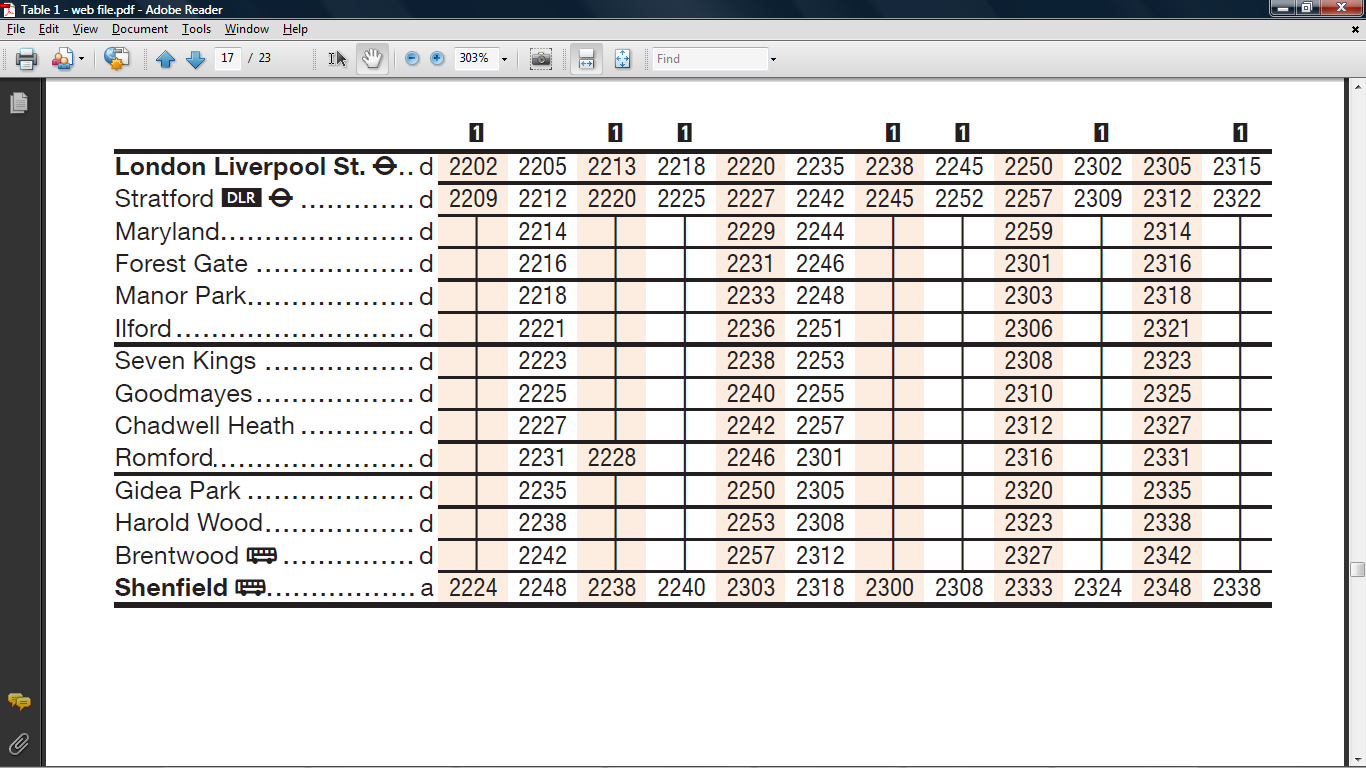 Table 1 - web file.pdf - Adobe Reader
File Edit View Document Tools Window Help
17 / 23 303% Find
1 1 1 1 1 1 1
London Liverpool St. .. d 2202 2205 2213 2218 2220 2235 2238 2245 2250 2302 2305 2315
Stratford DLR ............. d 2209 2212 2220 2225 2227 2242 2245 2252 2257 2309 2312 2322
Maryland...................... d 2214 2229 2244 2259 2314
Forest Gate .................. d 2216 2231 2246 2301 2316
Manor Park................... d 2218 2233 2248 2303 2318
Ilford ........................... d 2221 2236 2251 2306 2321
Seven Kings ................. d 2223 2238 2253 2308 2323
Goodmayes.................. d 2225 2240 2255 2310 2325
Chadwell Heath ............. d 2227 2242 2257 2312 2327
Romford....................... d 2231 2228 2246 2301 2316 2331
Gidea Park ................... d 2235 2250 2305 2320 2335
Harold Wood................. d 2238 2253 2308 2323 2338
Brentwood ............... d 2242 2257 2312 2327 2342
Shenfield ................. a 2224 2248 2238 2240 2303 2318 2300 2308 2333 2324 2348 2338